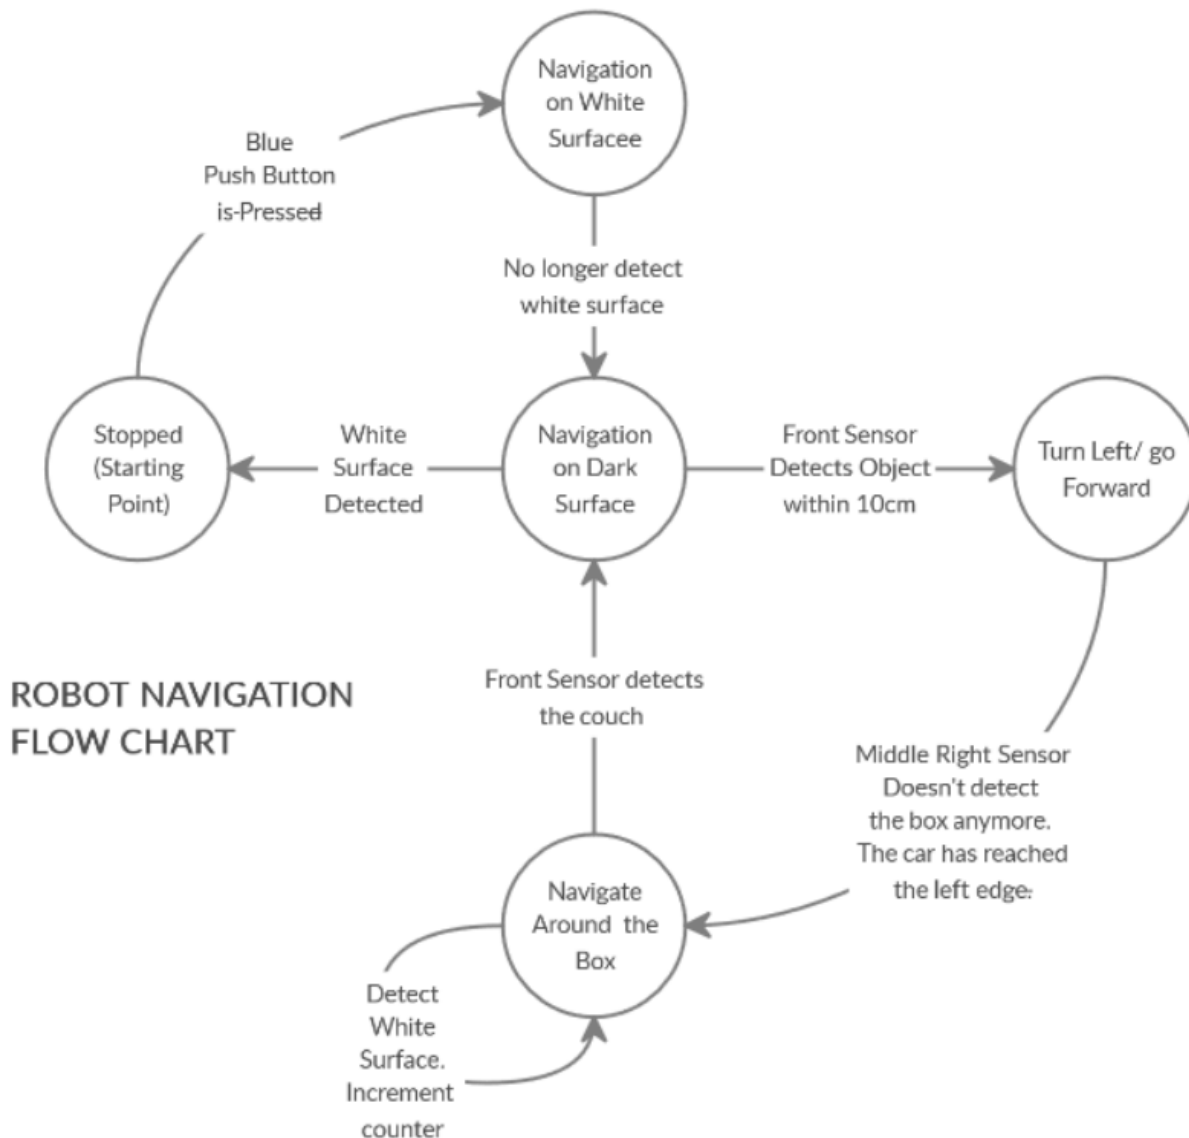 Navigation
on White
Surfacee
Blue
Push Button
is-Pressed
No longer detect
white surface
Stopped
(Starting
Point)
White
Surface
Detected
Navigation
on Dark
Surface
Front Sensor
Detects Object
within 10cm
Turn Left/ go
Forward
ROBOT NAVIGATION
FLOW CHART
Front Sensor detects
the couch
Middle Right Sensor
Doesn't detect
the box anymore.
The car has reached
the left edge.
Navigate
Around the
Box
Detect
White
Surface.
Increment
counter